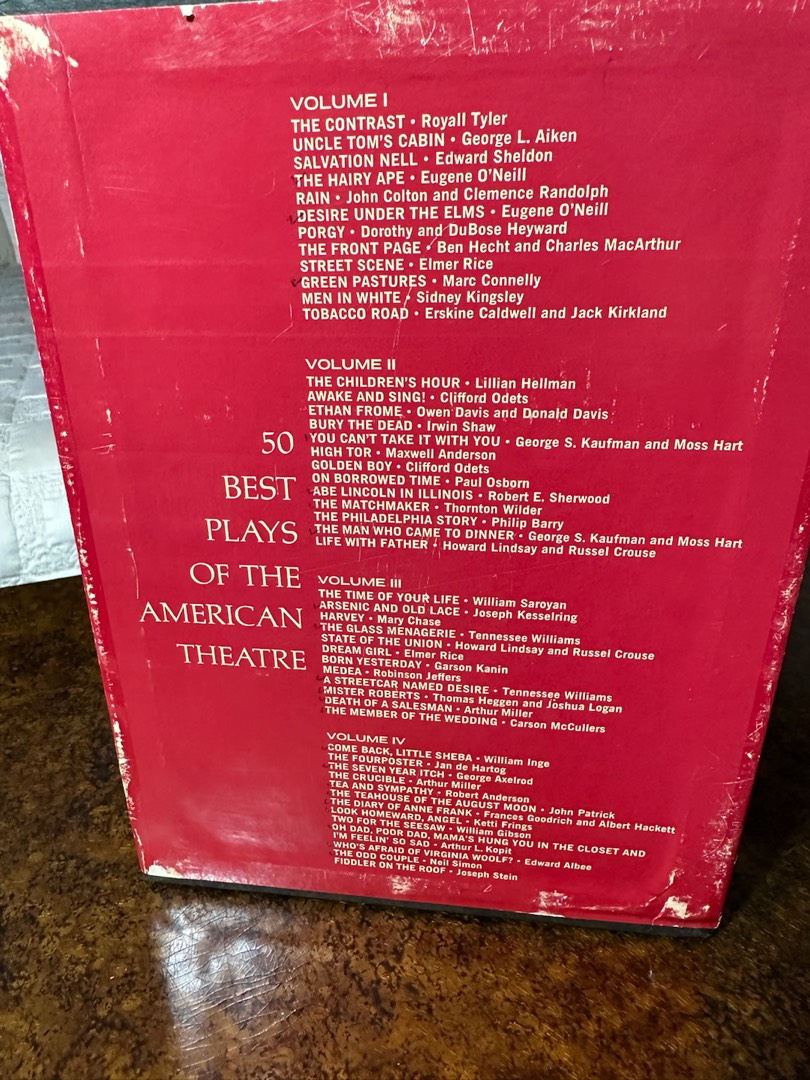 VOLUME I
THE CONTRAST • Royall Tyler
UNCLE TOM'S CABIN • George L. Aiken
SALVATION NELL • Edward Sheldon
THE HAIRY APE • Eugene O'Neill
RAIN • John Colton and Clemence Randolph
DESIRE UNDER THE ELMS • Eugene O'Neill
PORGY • Dorothy and DuBose Heyward
THE FRONT PAGE • Ben Hecht and Charles MacArthur
STREET SCENE • Elmer Rice
GREEN PASTURES • Marc Connelly
MEN IN WHITE • Sidney Kingsley
TOBACCO ROAD • Erskine Caldwell and Jack Kirkland
VOLUME II
THE CHILDREN'S HOUR • Lillian Hellman
AWAKE AND SING! • Clifford Odets
ETHAN FROME • Owen Davis and Donald Davis
BURY THE DEAD • Irwin Shaw
YOU CAN'T TAKE IT WITH YOU • George S. Kaufman and Moss Hart
HIGH TOR • Maxwell Anderson
GOLDEN BOY • Clifford Odets
ON BORROWED TIME • Paul Osborn
ABE LINCOLN IN ILLINOIS • Robert E. Sherwood
THE MATCHMAKER • Thornton Wilder
THE PHILADELPHIA STORY • Philip Barry
THE MAN WHO CAME TO DINNER • George S. Kaufman and Moss Hart
LIFE WITH FATHER • Howard Lindsay and Russel Crouse
50
BEST
PLAYS
OF THE
AMERICAN
THEATRE
VOLUME III
THE TIME OF YOUR LIFE • William Saroyan
ARSENIC AND OLD LACE • Joseph Kesselring
HARVEY • Mary Chase
THE GLASS MENAGERIE • Tennessee Williams
STATE OF THE UNION • Howard Lindsay and Russel Crouse
DREAM GIRL • Elmer Rice
BORN YESTERDAY • Garson Kanin
MEDEA • Robinson Jeffers
A STREETCAR NAMED DESIRE • Tennessee Williams
MISTER ROBERTS • Thomas Heggen and Joshua Logan
DEATH OF A SALESMAN • Arthur Miller
THE MEMBER OF THE WEDDING • Carson McCullers
VOLUME IV
COME BACK, LITTLE SHEBA • William Inge
THE FOURPOSTER • Jan de Hartog
THE SEVEN YEAR ITCH • George Axelrod
THE CRUCIBLE • Arthur Miller
TEA AND SYMPATHY • Robert Anderson
THE TEAHOUSE OF THE AUGUST MOON • John Patrick
THE DIARY OF ANNE FRANK • Frances Goodrich and Albert Hackett
LOOK HOMEWARD, ANGEL • Ketti Frings
TWO FOR THE SEESAW • William Gibson
OH DAD, POOR DAD, MAMA'S HUNG YOU IN THE CLOSET AND
I'M FEELIN' SO SAD • Arthur L. Kopit
WHO'S AFRAID OF VIRGINIA WOOLF? • Edward Albee
THE ODD COUPLE • Neil Simon
FIDDLER ON THE ROOF • Joseph Stein